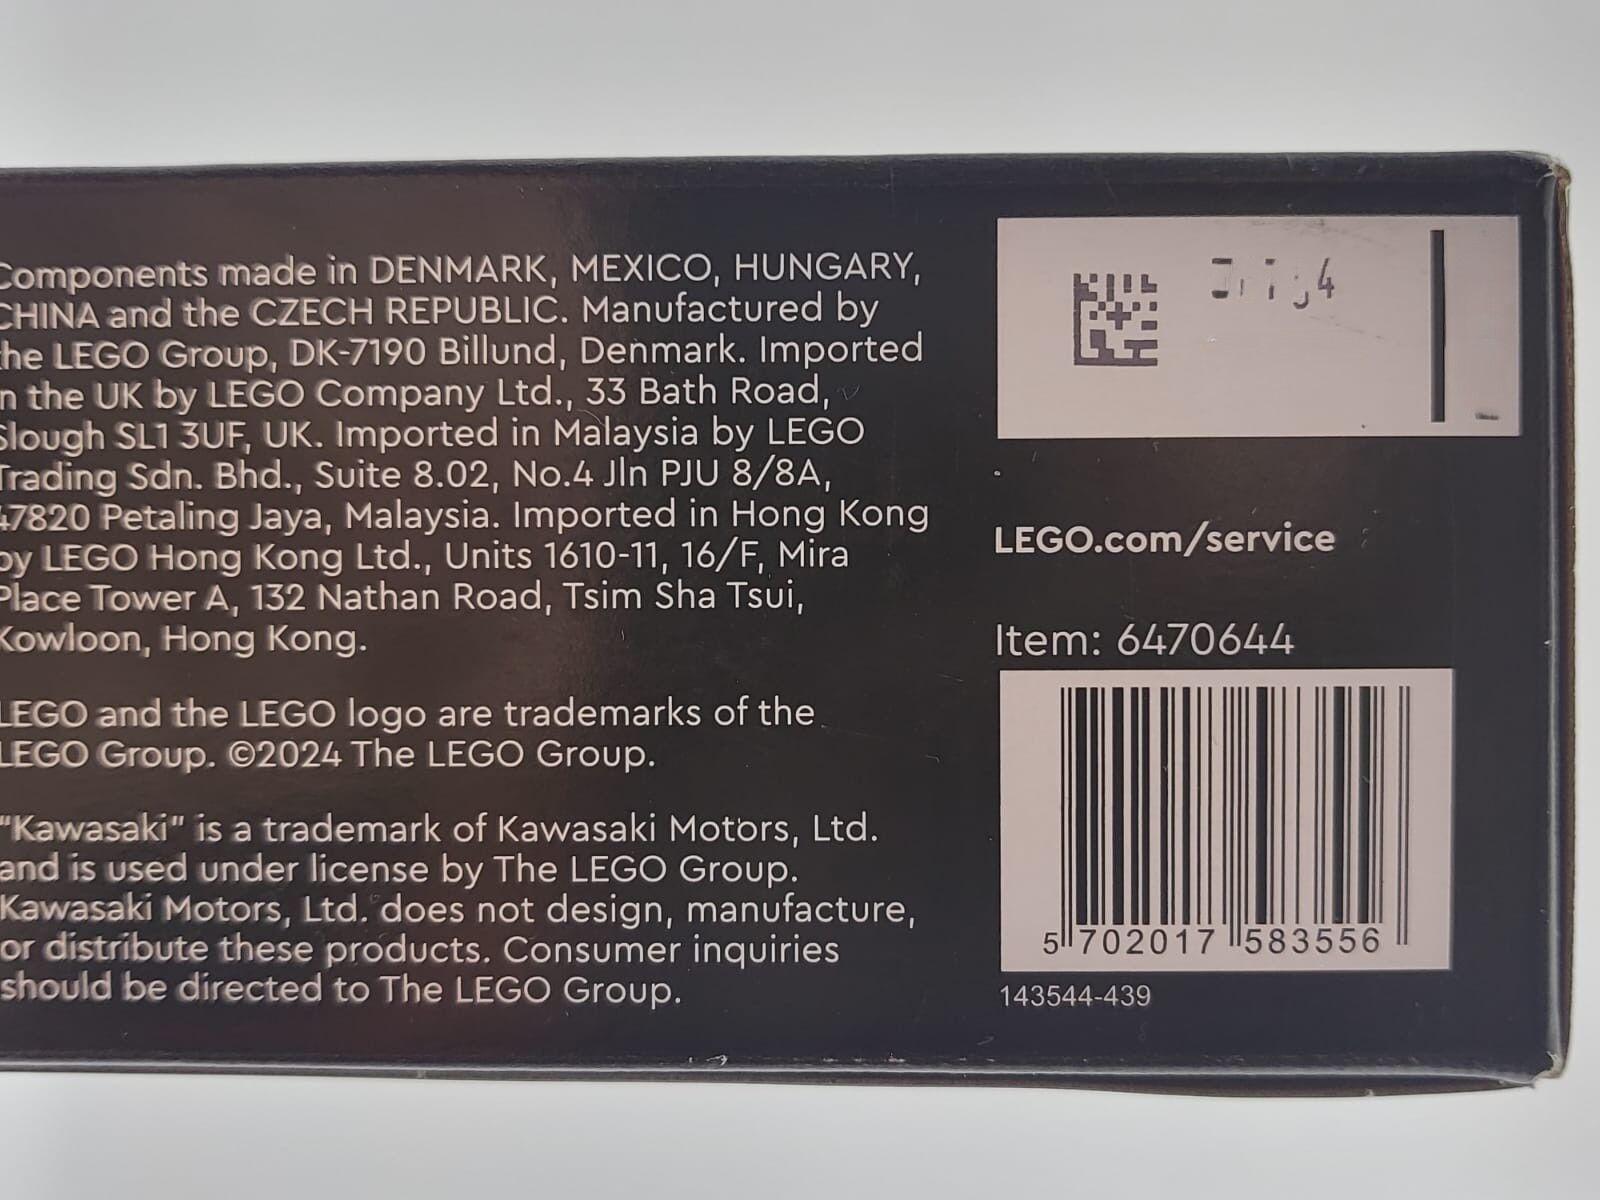 Components made in DENMARK, MEXICO, HUNGARY,
CHINA and the CZECH REPUBLIC. Manufactured by
the LEGO Group, DK-7190 Billund, Denmark. Imported
in the UK by LEGO Company Ltd., 33 Bath Road,
Slough SL1 3UF, UK. Imported in Malaysia by LEGO
Trading Sdn. Bhd., Suite 8.02, No.4 Jln PJU 8/8A,
47820 Petaling Jaya, Malaysia. Imported in Hong Kong
by LEGO Hong Kong Ltd., Units 1610-11, 16/F, Mira
Place Tower A, 132 Nathan Road, Tsim Sha Tsui,
Kowloon, Hong Kong.
LEGO and the LEGO logo are trademarks of the
LEGO Group. ©2024 The LEGO Group.
"Kawasaki" is a trademark of Kawasaki Motors, Ltd.
and is used under license by The LEGO Group.
Kawasaki Motors, Ltd. does not design, manufacture,
or distribute these products. Consumer inquiries
should be directed to The LEGO Group.
LEGO.com/service
Item: 6470644
5 702017 583556
143544-439